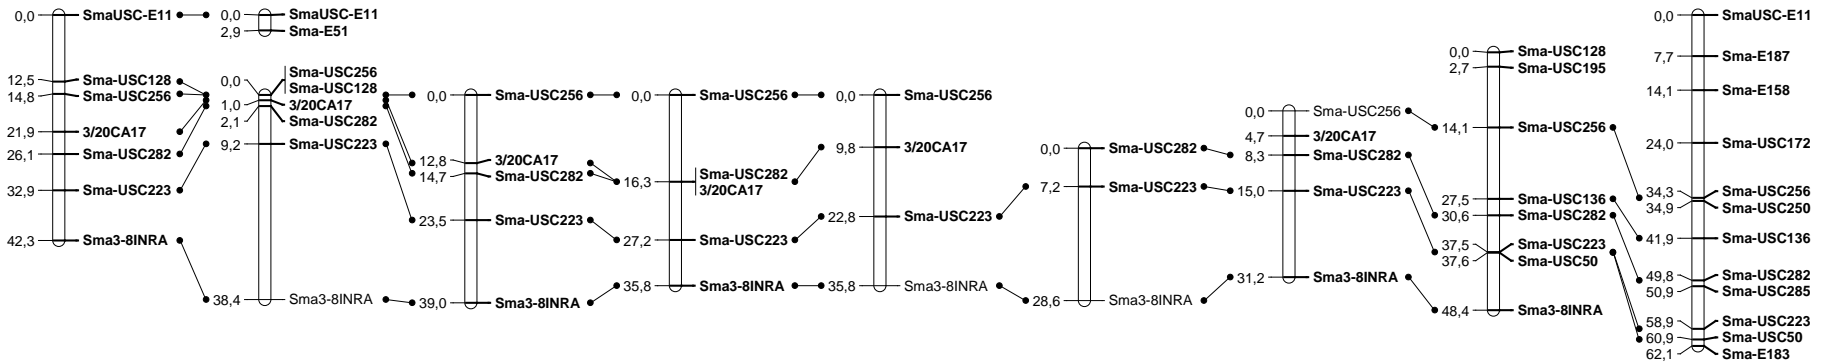 0,0 SmaUSC-E11
12,5 Sma-USC128
14,8 Sma-USC256
21,9 3/20CA17
26,1 Sma-USC282
32,9 Sma-USC223
42,3 Sma3-8INRA
0,0 SmaUSC-E11
2,9 Sma-E51
0,0 Sma-USC256
Sma-USC128
1,0 3/20CA17
2,1 Sma-USC282
9,2 Sma-USC223
38,4 Sma3-8INRA
0,0 Sma-USC256
12,8 3/20CA17
14,7 Sma-USC282
23,5 Sma-USC223
39,0 Sma3-8INRA
0,0 Sma-USC256
16,3 Sma-USC282
3/20CA17
27,2 Sma-USC223
35,8 Sma3-8INRA
0,0 Sma-USC256
9,8 3/20CA17
22,8 Sma-USC223
35,8 Sma3-8INRA
0,0 Sma-USC282
7,2 Sma-USC223
28,6 Sma3-8INRA
0,0 Sma-USC256
4,7 3/20CA17
8,3 Sma-USC282
15,0 Sma-USC223
31,2 Sma3-8INRA
0,0 Sma-USC128
2,7 Sma-USC195
14,1 Sma-USC256
27,5 Sma-USC136
30,6 Sma-USC282
37,5 Sma-USC223
37,6 Sma-USC50
48,4 Sma3-8INRA
0,0 SmaUSC-E11
7,7 Sma-E187
14,1 Sma-E158
24,0 Sma-USC172
34,3 Sma-USC256
34,9 Sma-USC250
41,9 Sma-USC136
49,8 Sma-USC282
50,9 Sma-USC285
58,9 Sma-USC223
60,9 Sma-USC50
62,1 Sma-E183